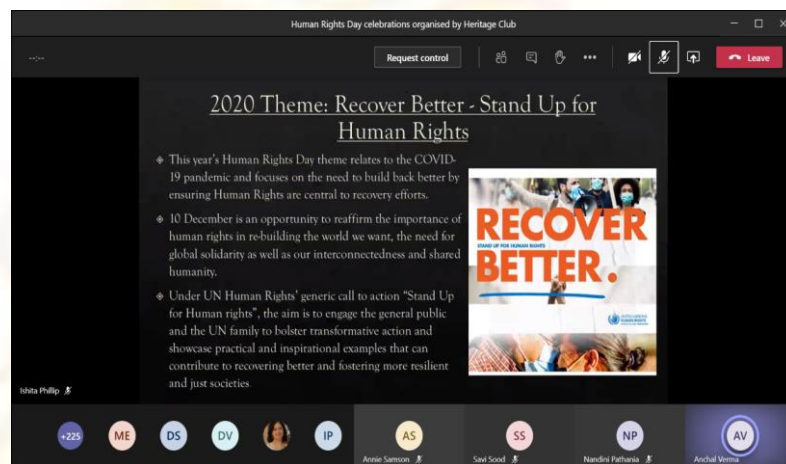 Human Rights Day celebrations organised by Heritage Club
--:--
Request control
Leave
2020 Theme: Recover Better - Stand Up for
Human Rights
This year's Human Rights Day theme relates to the COVID-
19 pandemic and focuses on the need to build back better by
ensuring Human Rights are central to recovery efforts.
10 December is an opportunity to reaffirm the importance of
human rights in re-building the world we want, the need for
global solidarity as well as our interconnectedness and shared
humanity.
Under UN Human Rights' generic call to action "Stand Up
for Human rights", the aim is to engage the general public
and the UN family to bolster transformative action and
showcase practical and inspirational examples that can
contribute to recovering better and fostering more resilient
and just societies
RECOVER
STAND UP FOR HUMAN RIGHTS
BETTER.
UNITED NATIONS
HUMAN RIGHTS
Ishita Phillip
+225
ME
DS
DV
IP
AS
SS
NP
AV
Annie Samson
Savi Sood
Nandini Pathania
Anchal Verma